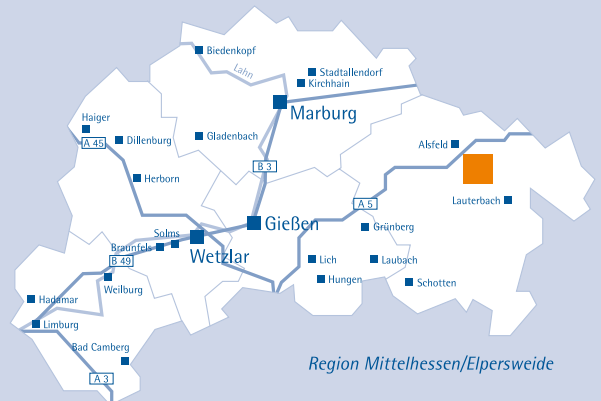 Biedenkopf
Lahn
Stadtallendorf
Kirchhain
Marburg
Haiger
A 45
Dillenburg
Gladenbach
Alsfeld
B 3
Herborn
Lauterbach
A 5
Gießen
Grünberg
Solms
Braunfels
Wetzlar
B 49
Lich
Laubach
Weilburg
Hungen
Schotten
Hadamar
Limburg
Bad Camberg
A 3
Region Mittelhessen/Elpersweide